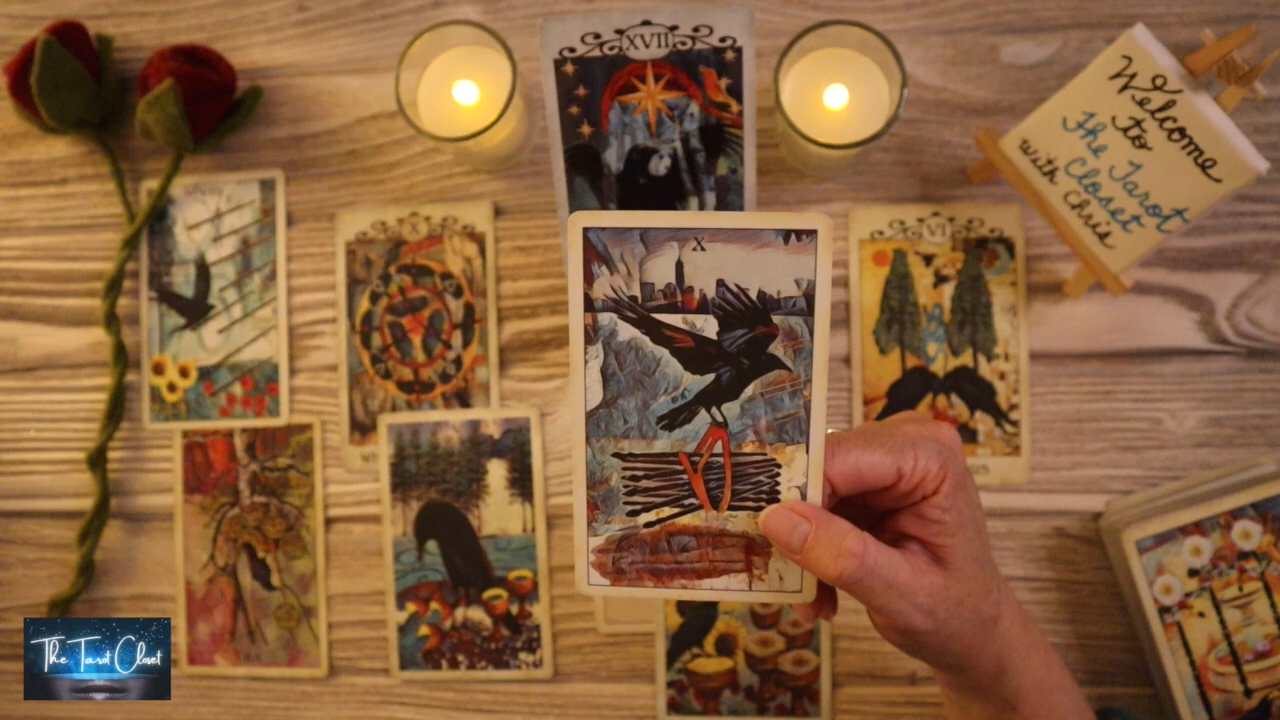 XVII
X
VI
X
Welcome
to
The Tarot
Closet
with Chris
The Tarot Closet